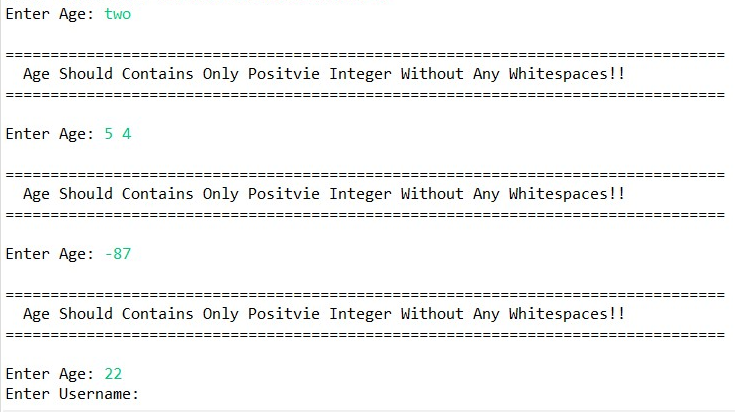 Enter Age: two
================================================================================
Age Should Contains Only Positvie Integer Without Any Whitespaces!!
================================================================================
Enter Age: 5 4
================================================================================
Age Should Contains Only Positvie Integer Without Any Whitespaces!!
================================================================================
Enter Age: -87
================================================================================
Age Should Contains Only Positvie Integer Without Any Whitespaces!!
================================================================================
Enter Age: 22
Enter Username: